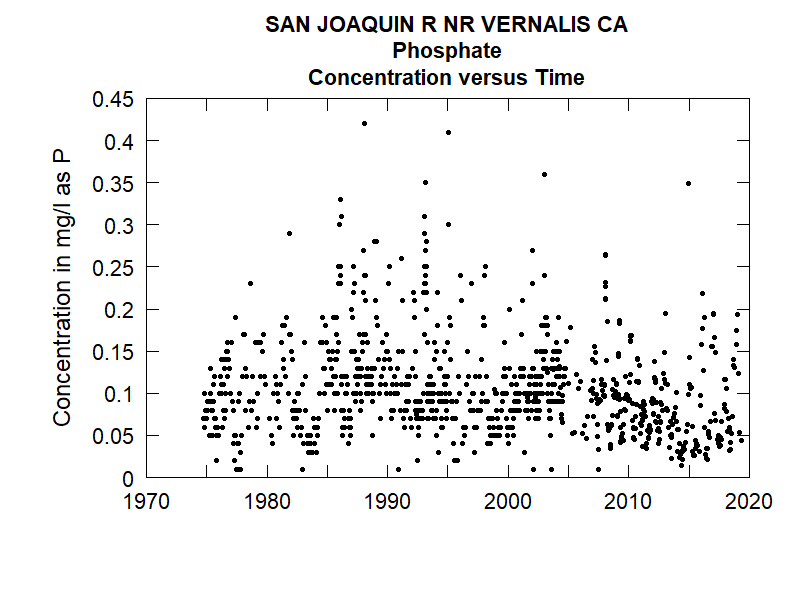 SAN JOAQUIN R NR VERNALIS CA
Phosphate
Concentration versus Time
Concentration in mg/l as P
0.45
0.4
0.35
0.3
0.25
0.2
0.15
0.1
0.05
0
1970 1980 1990 2000 2010 2020